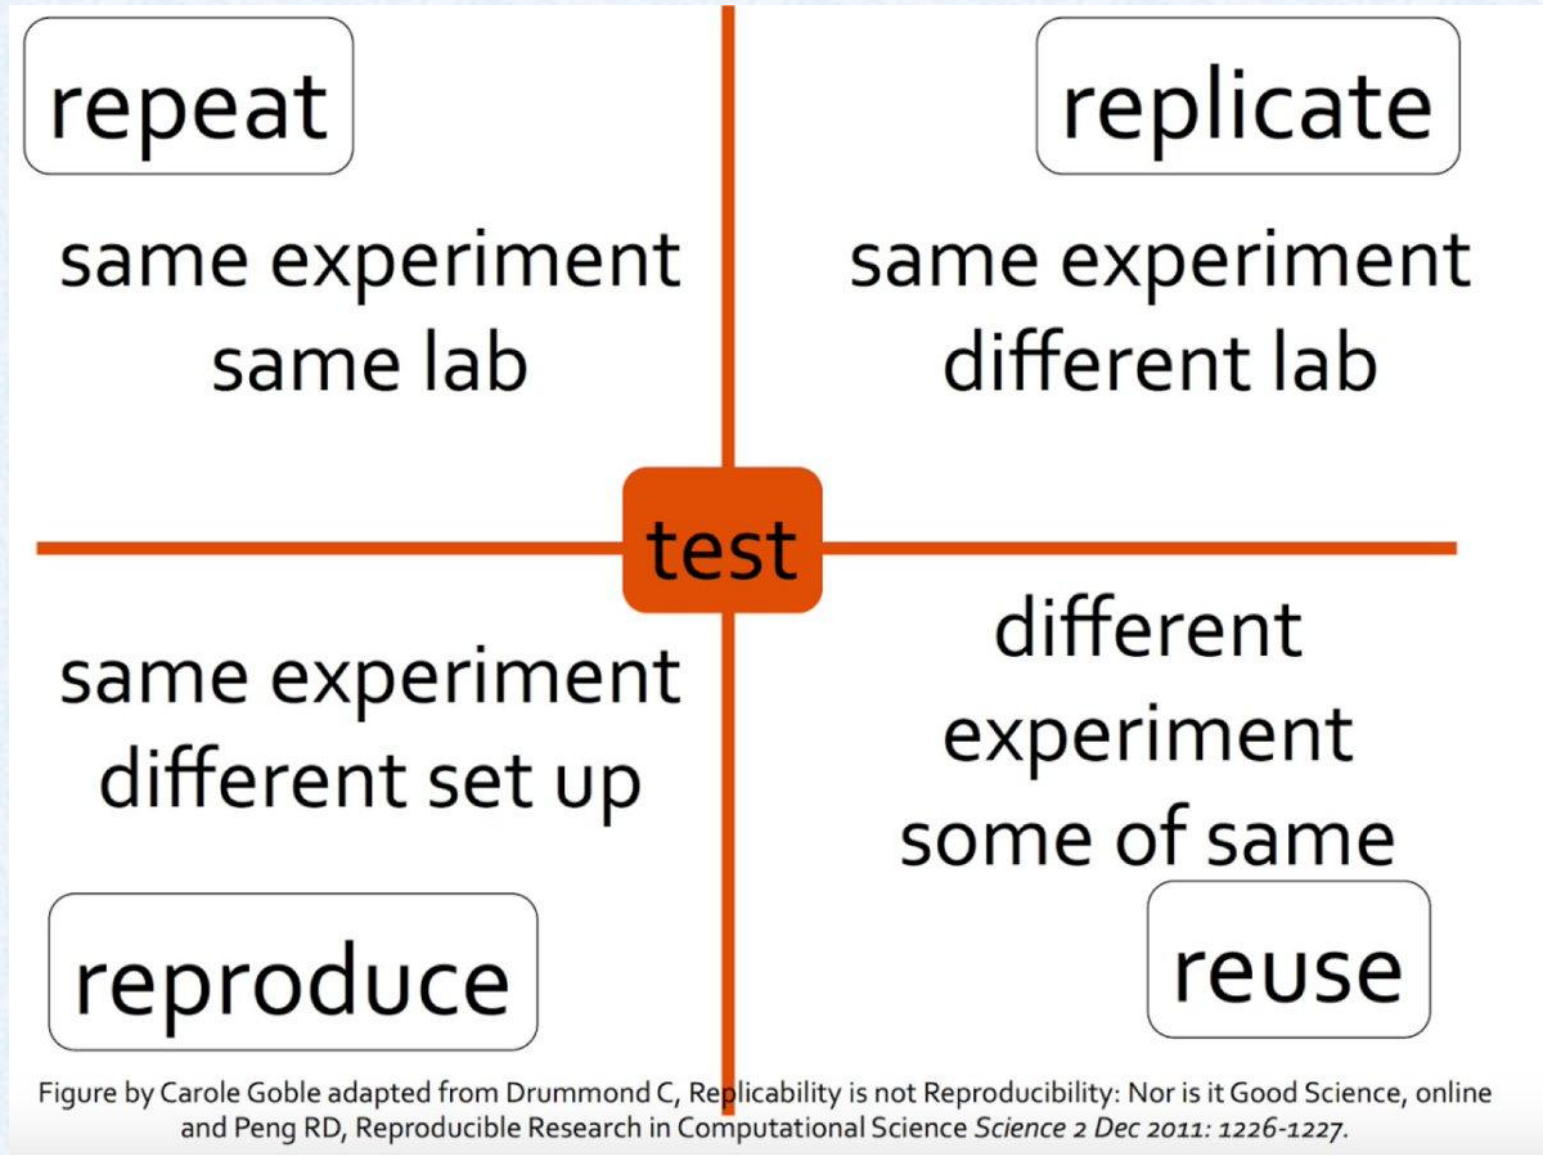 repeat
same experiment
same lab
replicate
same experiment
different lab
test
same experiment
different set up
reproduce
different
experiment
some of same
reuse
Figure by Carole Goble adapted from Drummond C, Replicability is not Reproducibility: Nor is it Good Science, online
and Peng RD, Reproducible Research in Computational Science Science 2 Dec 2011: 1226-1227.